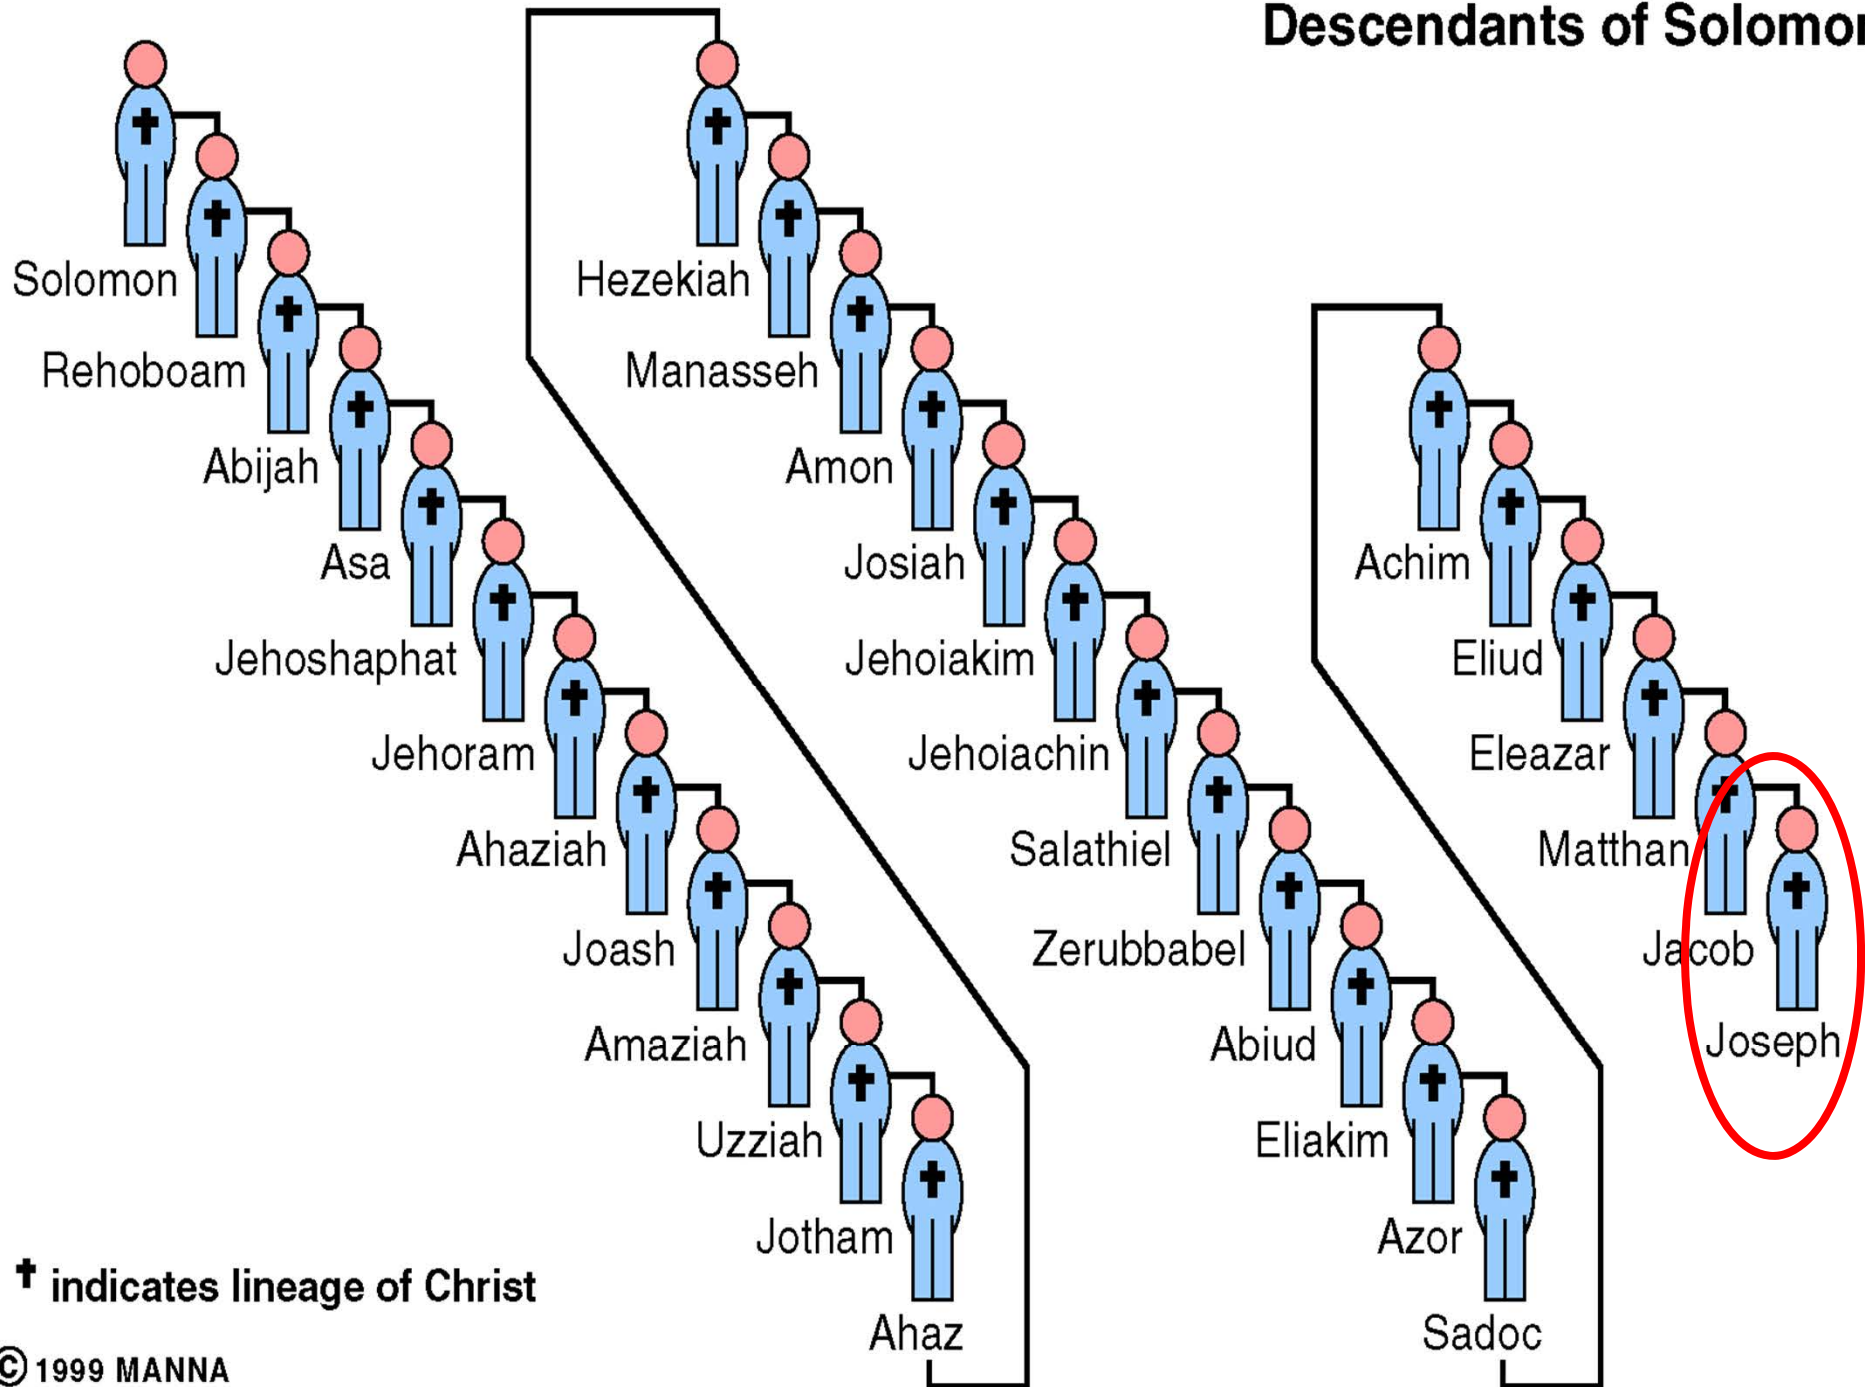 Descendants of Solomon
Solomon
Rehoboam
Abijah
Asa
Jehoshaphat
Jehoram
Ahaziah
Joash
Amaziah
Uzziah
Jotham
Ahaz
Hezekiah
Manasseh
Amon
Josiah
Jehoiakim
Jehoiachin
Salathiel
Zerubbabel
Abiud
Eliakim
Azor
Sadoc
Achim
Eliud
Eleazar
Matthan
Jacob
Joseph
✝ indicates lineage of Christ
© 1999 MANNA